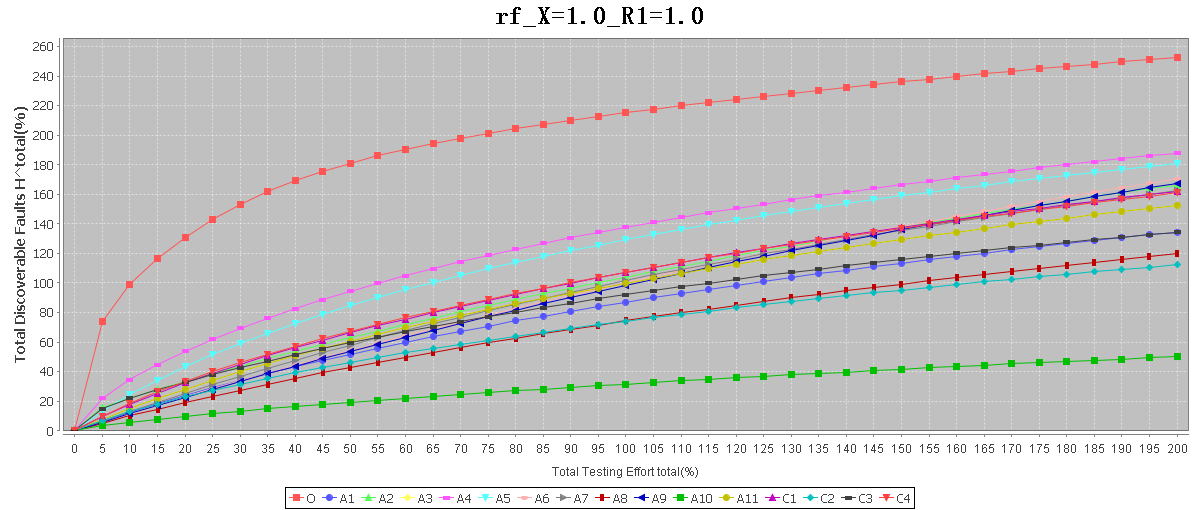 rf_X=1.0_R1=1.0
Total Discoverable Faults H^total(%)
260
240
220
200
180
160
140
120
100
80
60
40
20
0
0 5 10 15 20 25 30 35 40 45 50 55 60 65 70 75 80 85 90 95 100 105 110 115 120 125 130 135 140 145 150 155 160 165 170 175 180 185 190 195 200
Total Testing Effort total(%)
O A1 A2 A3 A4 A5 A6 A7 A8 A9 A10 A11 C1 C2 C3 C4